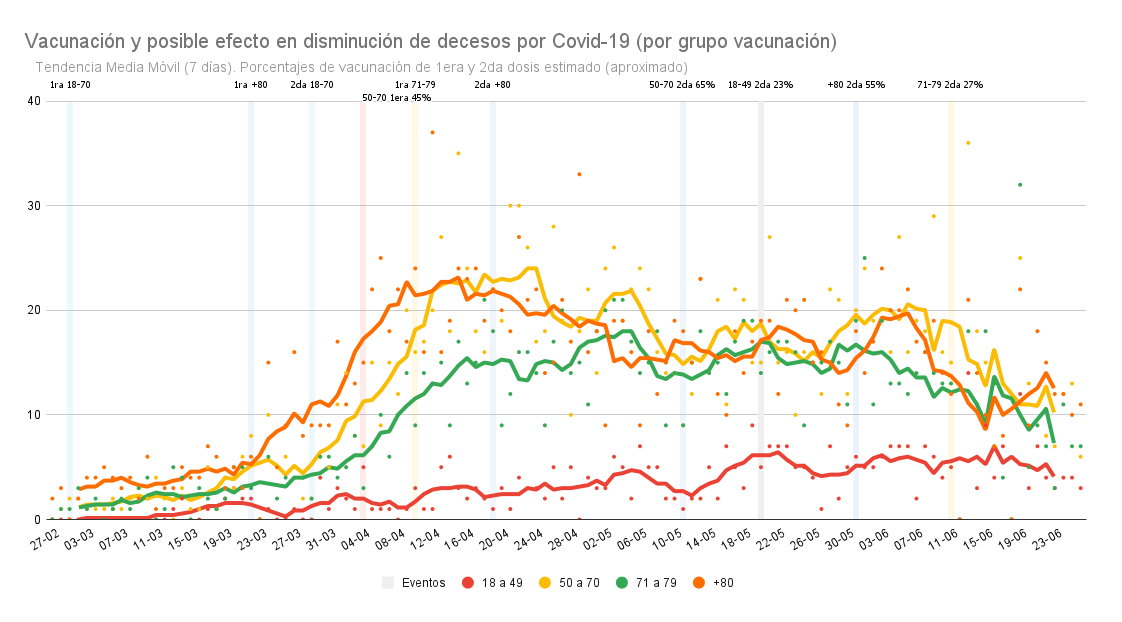 Vacunación y posible efecto en disminución de decesos por Covid-19 (por grupo vacunación)
Tendencia Media Móvil (7 días). Porcentajes de vacunación de 1era y 2da dosis estimado (aproximado)
1ra 18-70 1ra +80 2da 18-70 1ra 71-79 2da +80 50-70 2da 65% 18-49 2da 23% +80 2da 55% 71-79 2da 27%
50-70 1era 45%
40
30
20
10
0
27-02 03-03 07-03 11-03 15-03 19-03 23-03 27-03 31-03 04-04 08-04 12-04 16-04 20-04 24-04 28-04 02-05 06-05 10-05 14-05 18-05 22-05 26-05 30-05 03-06 07-06 11-06 15-06 19-06 23-06
Eventos 18 a 49 50 a 70 71 a 79 +80